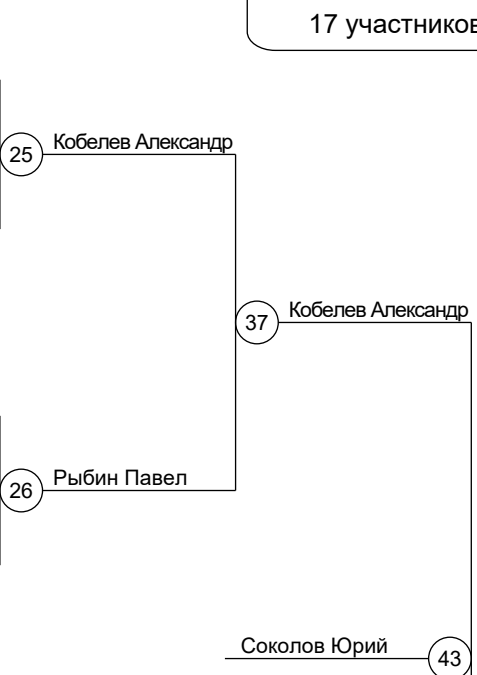 17 участников
25
Кобелев Александр
37
Кобелев Александр
26
Рыбин Павел
Соколов Юрий
43